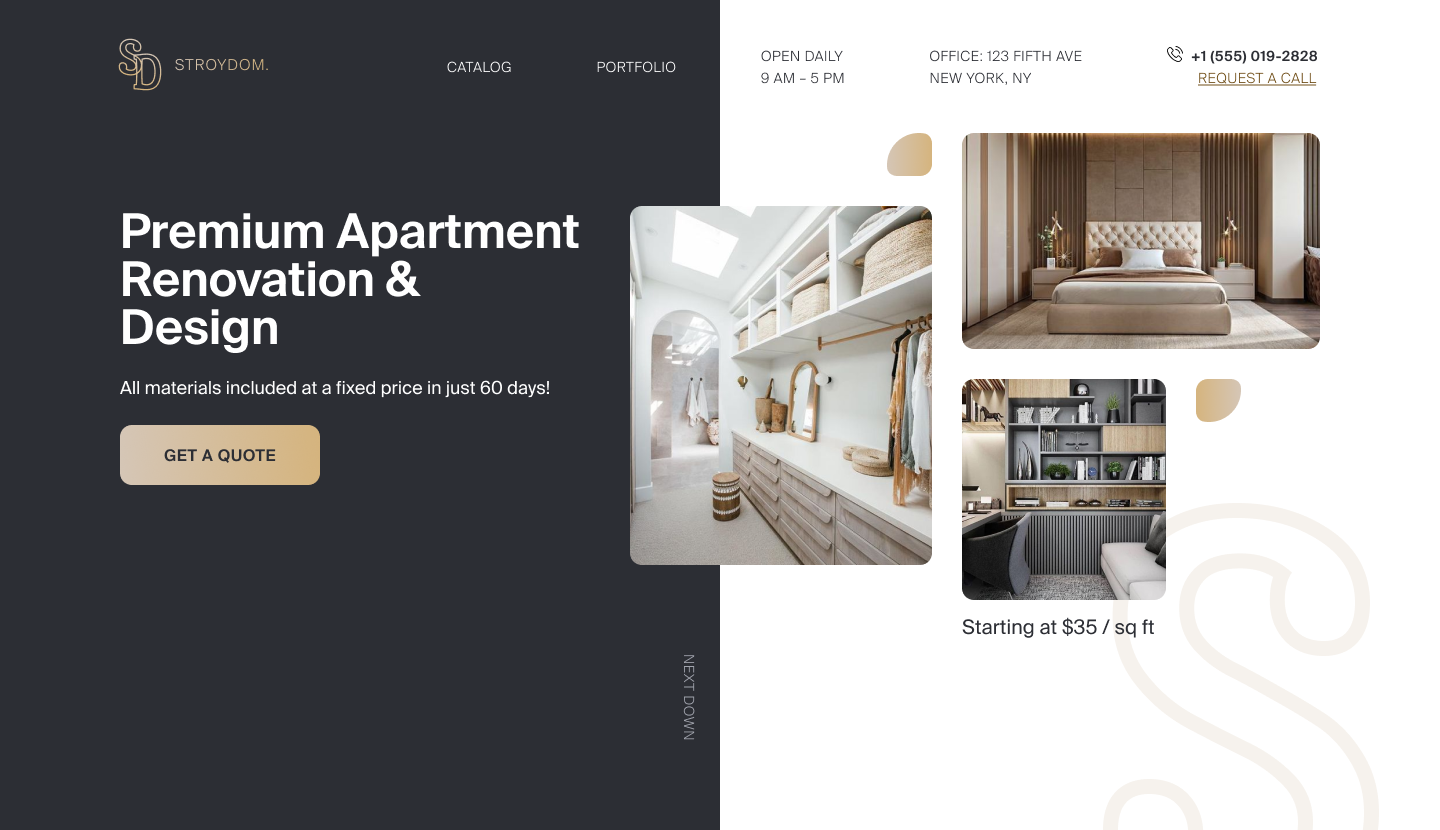 SD
STROYDOM.
CATALOG
PORTFOLIO
OPEN DAILY
9 AM – 5 PM
OFFICE: 123 FIFTH AVE
NEW YORK, NY
+1 (555) 019-2828
REQUEST A CALL
Premium Apartment
Renovation &
Design
All materials included at a fixed price in just 60 days!
GET A QUOTE
Starting at $35 / sq ft
NEXT DOWN
S